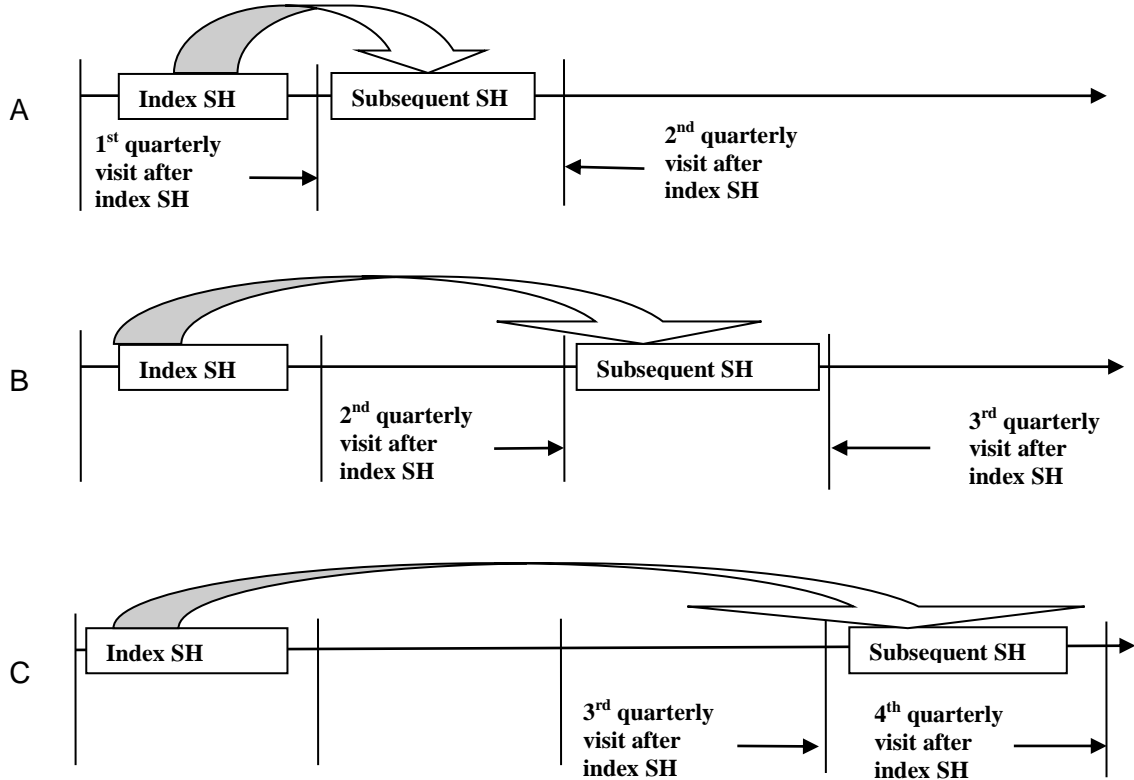 Index SH
Subsequent SH
A
1st quarterly
visit after
index SH
2nd quarterly
visit after
index SH
Index SH
Subsequent SH
B
2nd quarterly
visit after
index SH
3rd quarterly
visit after
index SH
Index SH
Subsequent SH
C
3rd quarterly
visit after
index SH
4th quarterly
visit after
index SH